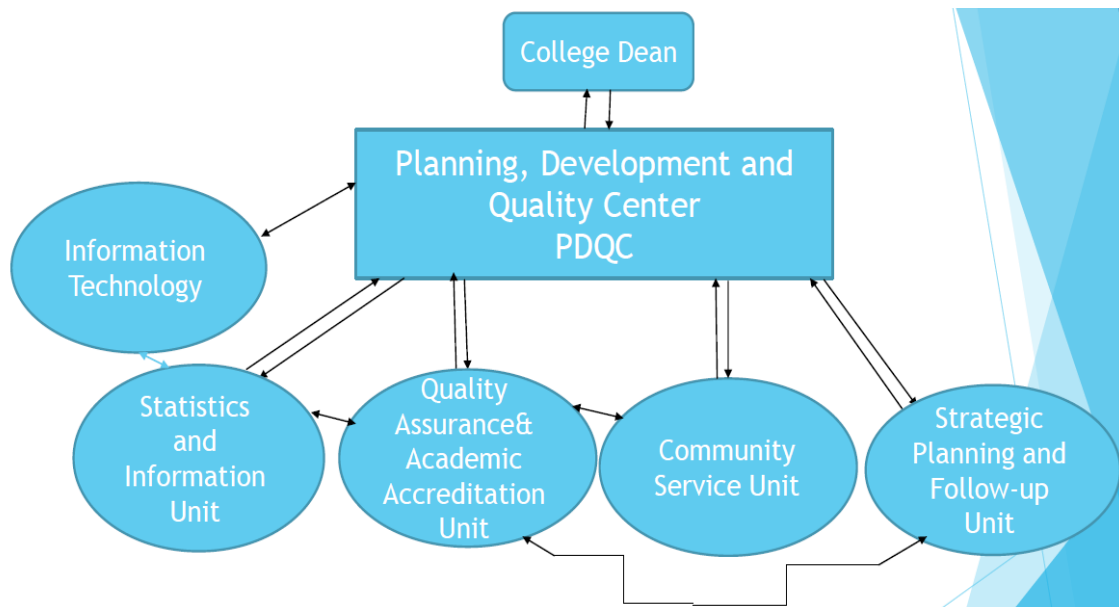 College Dean
Planning, Development and
Quality Center
PDQC
Information
Technology
Statistics
and
Information
Unit
Quality
Assurance&
Academic
Accreditation
Unit
Community
Service Unit
Strategic
Planning and
Follow-up
Unit